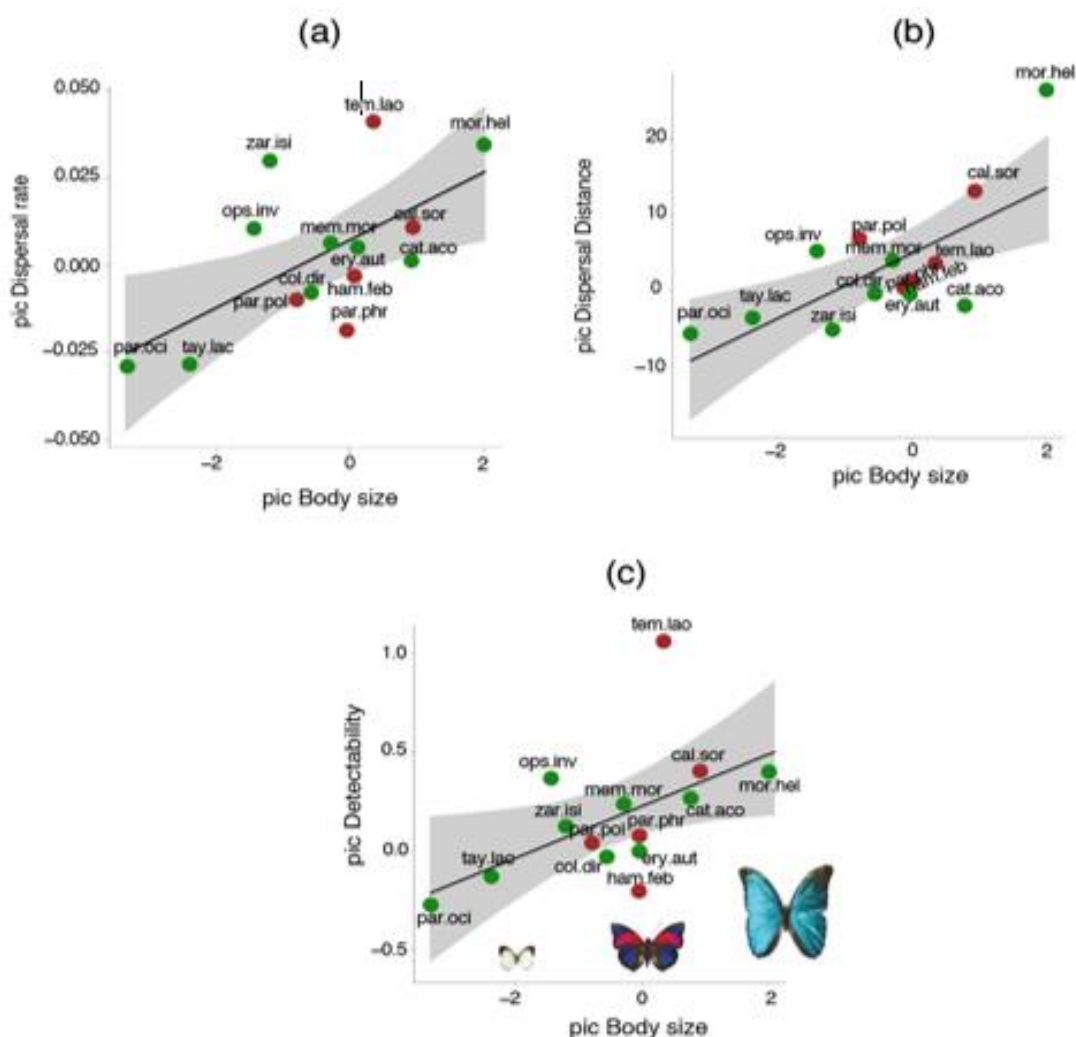 (a)
pic Dispersal rate
0.050
0.025
0.000
−0.025
−0.050
tem.lao
mor.hel
zar.isi
ops.inv
mem.mor
cal.sor
ery.aut
cat.aco
col.dir
ham.feb
par.pol
par.phr
par.oci
tay.lac
−2
0
2
pic Body size
(b)
pic Dispersal Distance
20
10
0
−10
mor.hel
cal.sor
par.pol
ops.inv
mem.mor
tem.lao
col.dir
par.phr
ham.feb
tay.lac
ery.aut
cat.aco
par.oci
zar.isi
−2
0
2
pic Body size
(c)
pic Detectability
1.0
0.5
0.0
−0.5
tem.lao
cal.sor
ops.inv
mor.hel
mem.mor
cat.aco
zar.isi
par.phr
par.pol
tay.lac
col.dir
ery.aut
ham.feb
par.oci
−2
0
2
pic Body size